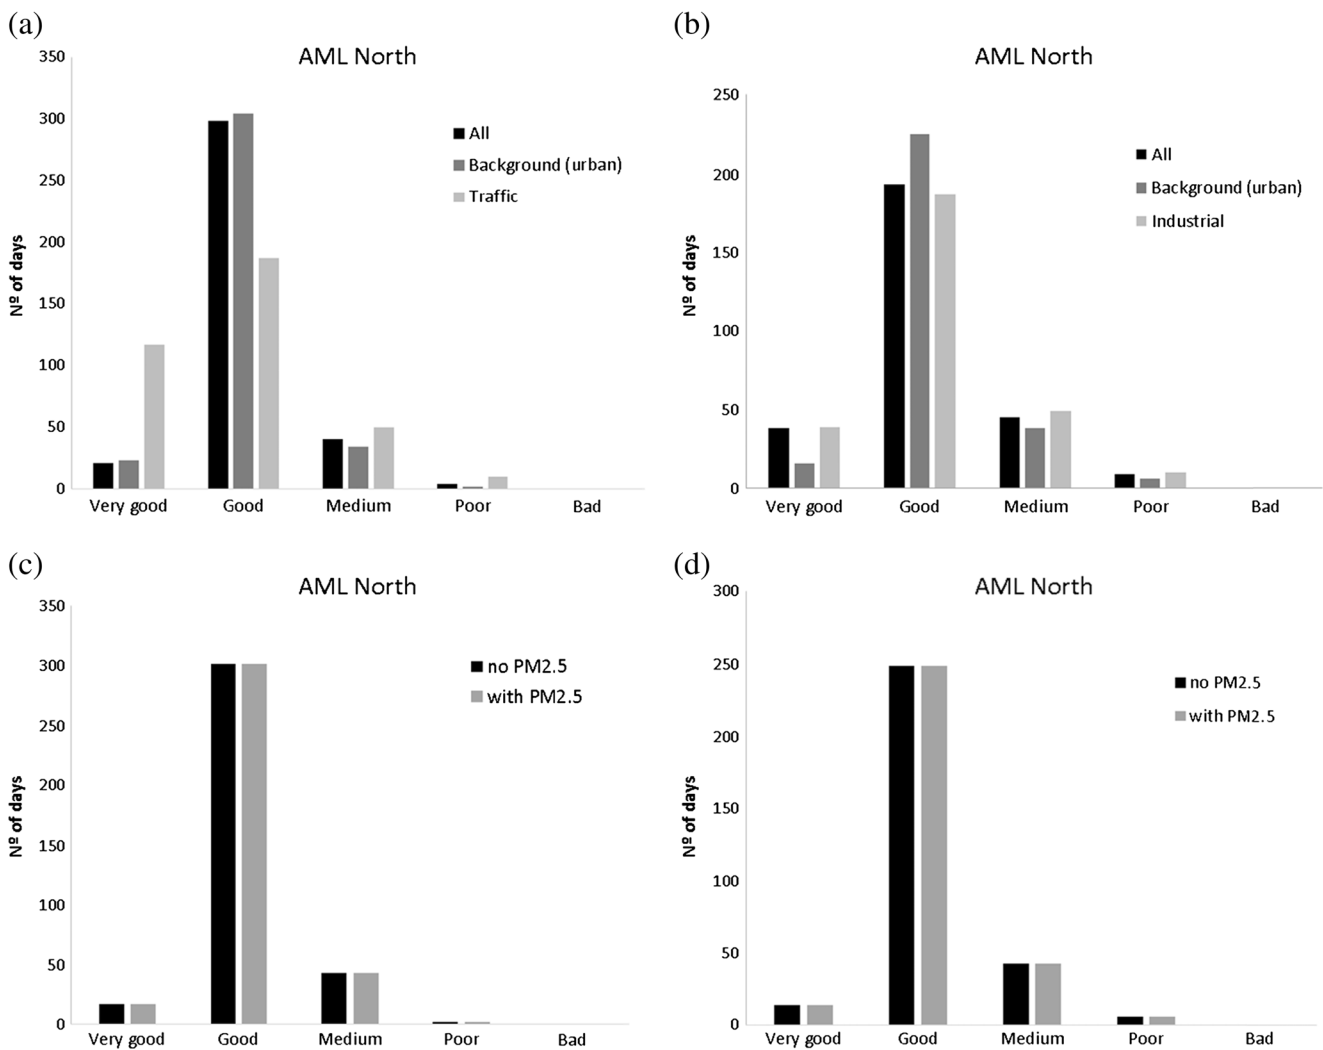 (a)
AML North
350
300
250
200
150
100
50
0
Nº of days
All
Background (urban)
Traffic
Very good Good Medium Poor Bad
(b)
AML North
250
200
150
100
50
0
Nº of days
All
Background (urban)
Industrial
Very good Good Medium Poor Bad
(c)
AML North
350
300
250
200
150
100
50
0
Nº of days
no PM2.5
with PM2.5
Very good Good Medium Poor Bad
(d)
AML North
300
250
200
150
100
50
0
Nº of days
no PM2.5
with PM2.5
Very good Good Medium Poor Bad